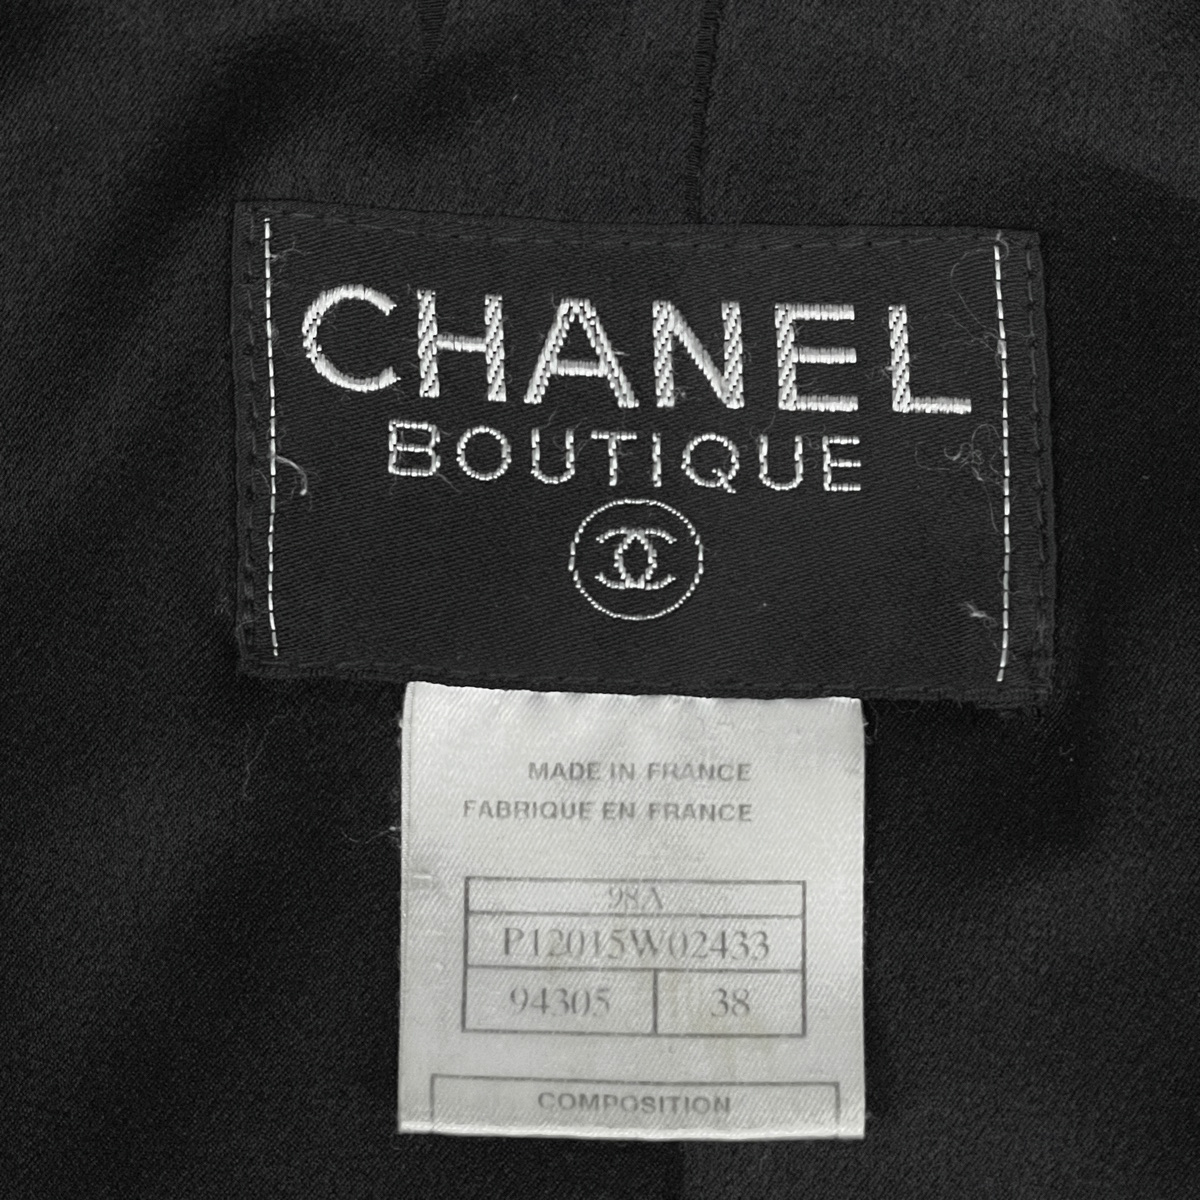 CHANEL
BOUTIQUE
MADE IN FRANCE
FABRIQUE EN FRANCE
98A
P12015W02433
94305 38
COMPOSITION